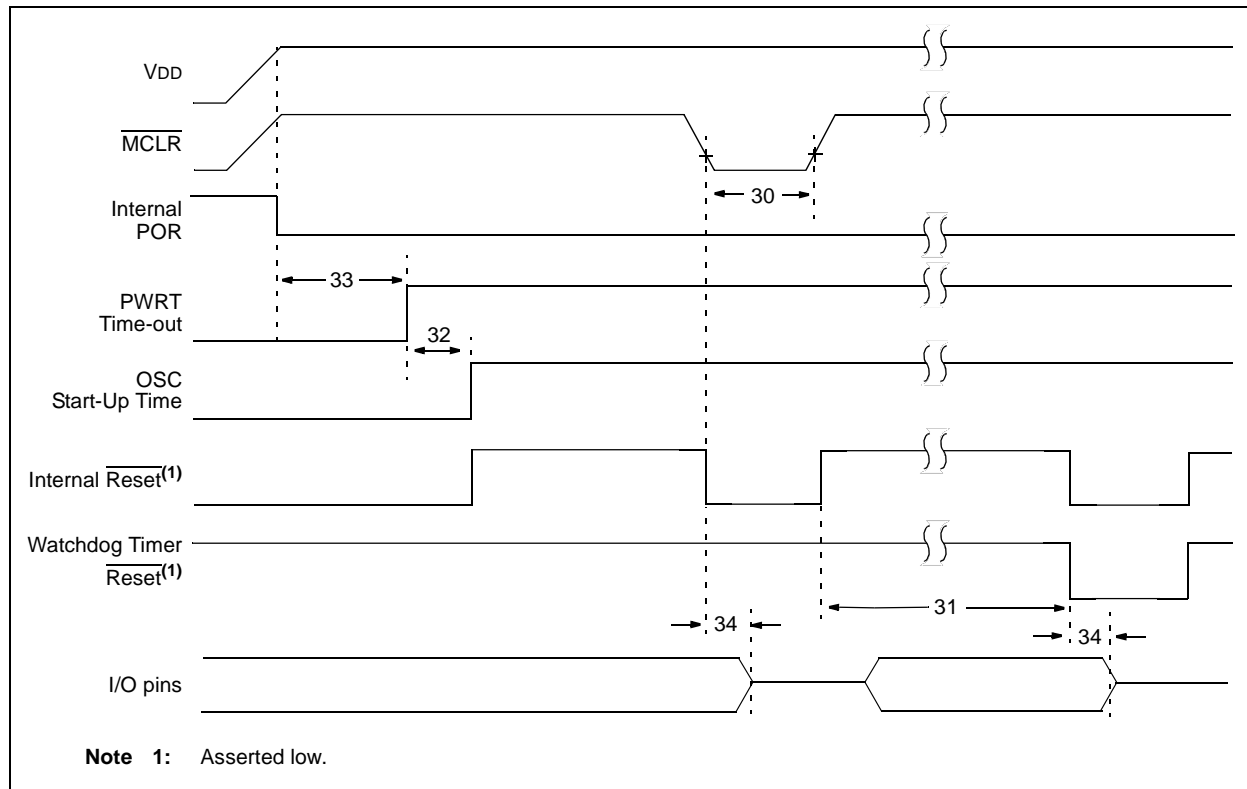 VDD
MCLR
30
Internal
POR
33
PWRT
Time-out
32
OSC
Start-Up Time
Internal Reset(1)
Watchdog Timer
Reset(1)
31
34
34
I/O pins
Note 1: Asserted low.